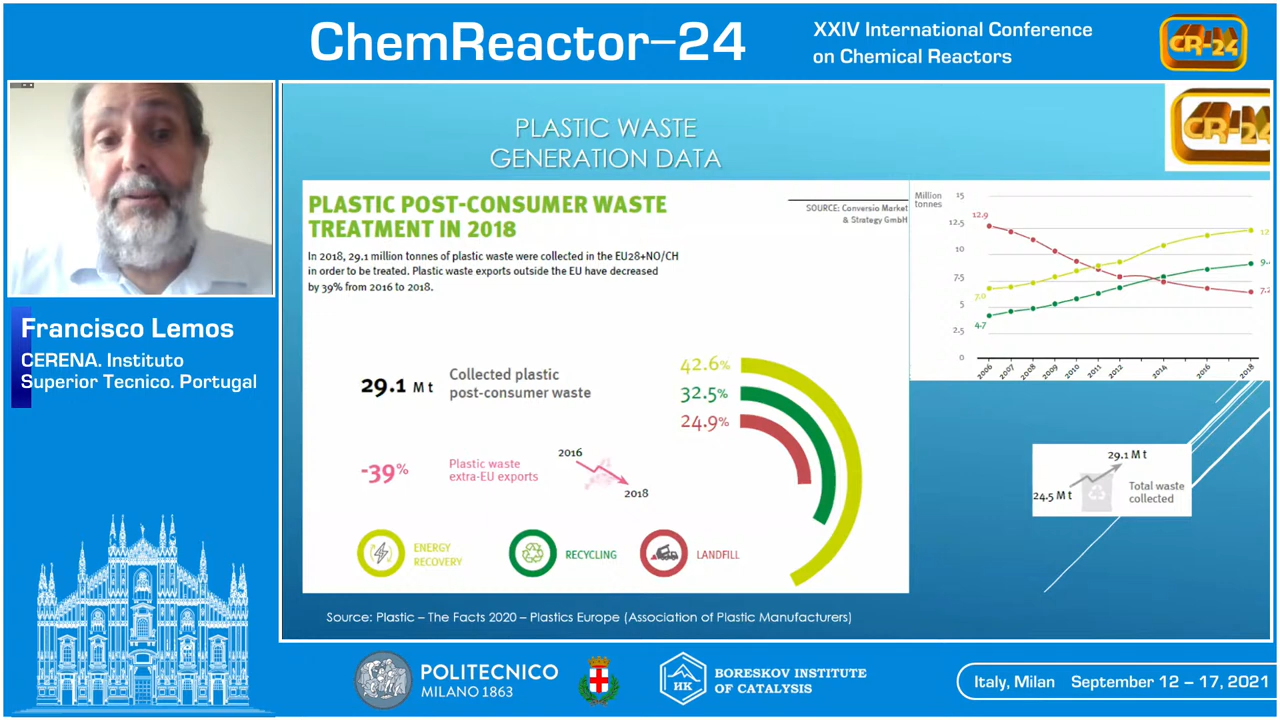 ChemReactor–24
XXIV International Conference
on Chemical Reactors
CR-24
Francisco Lemos
CERENA. Instituto
Superior Tecnico. Portugal
PLASTIC WASTE
GENERATION DATA
CR-24
PLASTIC POST-CONSUMER WASTE
TREATMENT IN 2018
SOURCE: Conversio Market
& Strategy GmbH
In 2018, 29.1 million tonnes of plastic waste were collected in the EU28+NO/CH
in order to be treated. Plastic waste exports outside the EU have decreased
by 39% from 2016 to 2018.
29.1 Mt
Collected plastic
post-consumer waste
42.6%
32.5%
24.9%
-39%
Plastic waste
extra-EU exports
2016
2018
ENERGY
RECOVERY
RECYCLING
LANDFILL
Million
tonnes
15
12.5
10
7.5
5
2.5
0
12.9
7.0
4.7
12
9.
7.2
2006
2007
2008
2009
2010
2011
2012
2014
2016
2018
29.1 Mt
24.5 Mt
Total waste
collected
Source: Plastic – The Facts 2020 – Plastics Europe (Association of Plastic Manufacturers)
POLITECNICO
MILANO 1863
НК
BORESKOV INSTITUTE
OF CATALYSIS
Italy, Milan September 12 – 17, 2021